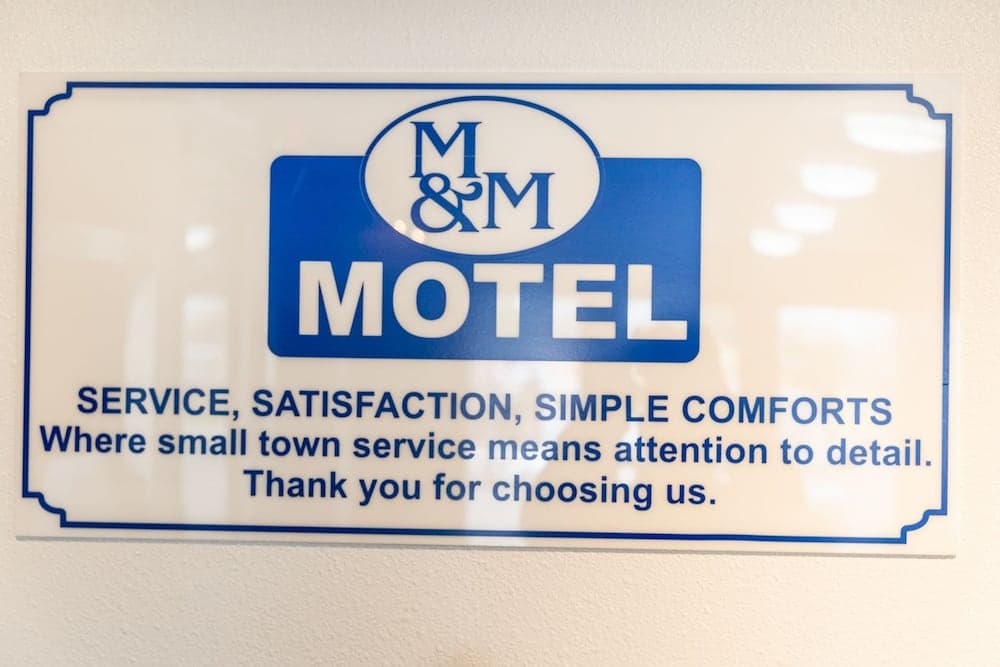 M
&M
MOTEL
SERVICE, SATISFACTION, SIMPLE COMFORTS
Where small town service means attention to detail.
Thank you for choosing us.